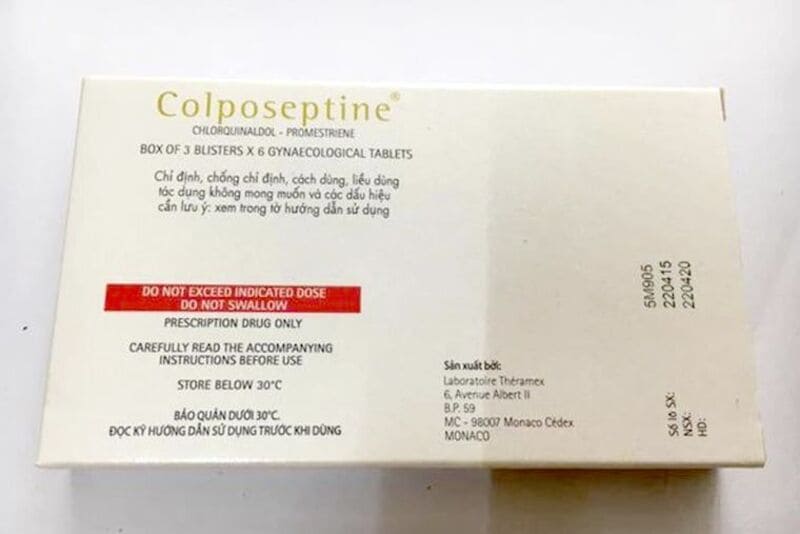 Colposeptine®
CHLORQUINALDOL - PROMESTRIENE
BOX OF 3 BLISTERS X 6 GYNAECOLOGICAL TABLETS
Chỉ định, chống chỉ định, cách dùng, liều dùng
tác dụng không mong muốn và các dấu hiệu
cần lưu ý: xem trong tờ hướng dẫn sử dụng
DO NOT EXCEED INDICATED DOSE
DO NOT SWALLOW
PRESCRIPTION DRUG ONLY
CAREFULLY READ THE ACCOMPANYING
INSTRUCTIONS BEFORE USE
STORE BELOW 30°C
BẢO QUẢN DƯỚI 30°C.
ĐỌC KỸ HƯỚNG DẪN SỬ DỤNG TRƯỚC KHI DÙNG
Sản xuất bởi:
Laboratoire Théramex
6, Avenue Albert II
B.P. 59
MC - 98007 Monaco Cédex
MONACO
Số lô SX: 5M905
NSX: 220415
HD: 220420